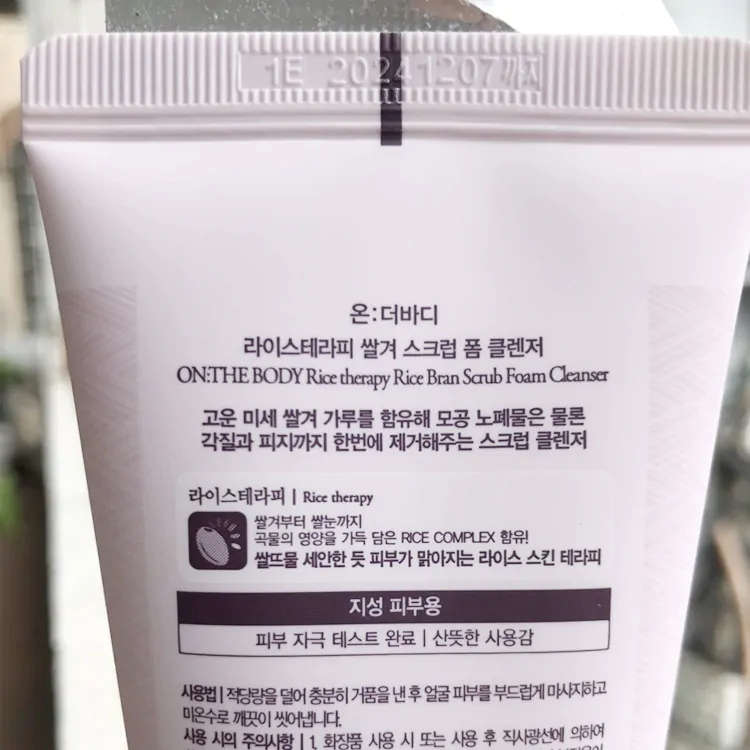 1E 20241207까지
온:더바디
라이스테라피 쌀겨 스크럽 폼 클렌저
ON:THE BODY Rice therapy Rice Bran Scrub Foam Cleanser
고운 미세 쌀겨 가루를 함유해 모공 노폐물은 물론
각질과 피지까지 한번에 제거해주는 스크럽 클렌저
라이스테라피 | Rice therapy
쌀겨부터 쌀눈까지
곡물의 영양을 가득 담은 RICE COMPLEX 함유!
쌀뜨물 세안한 듯 피부가 맑아지는 라이스 스킨 테라피
지성 피부용
피부 자극 테스트 완료 | 산뜻한 사용감
사용법 | 적당량을 덜어 충분히 거품을 낸 후 얼굴 피부를 부드럽게 마사지하고
미온수로 깨끗이 씻어냅니다.
사용 시의 주의사항 | 1. 화장품 사용 시 또는 사용 후 직사광선에 의하여